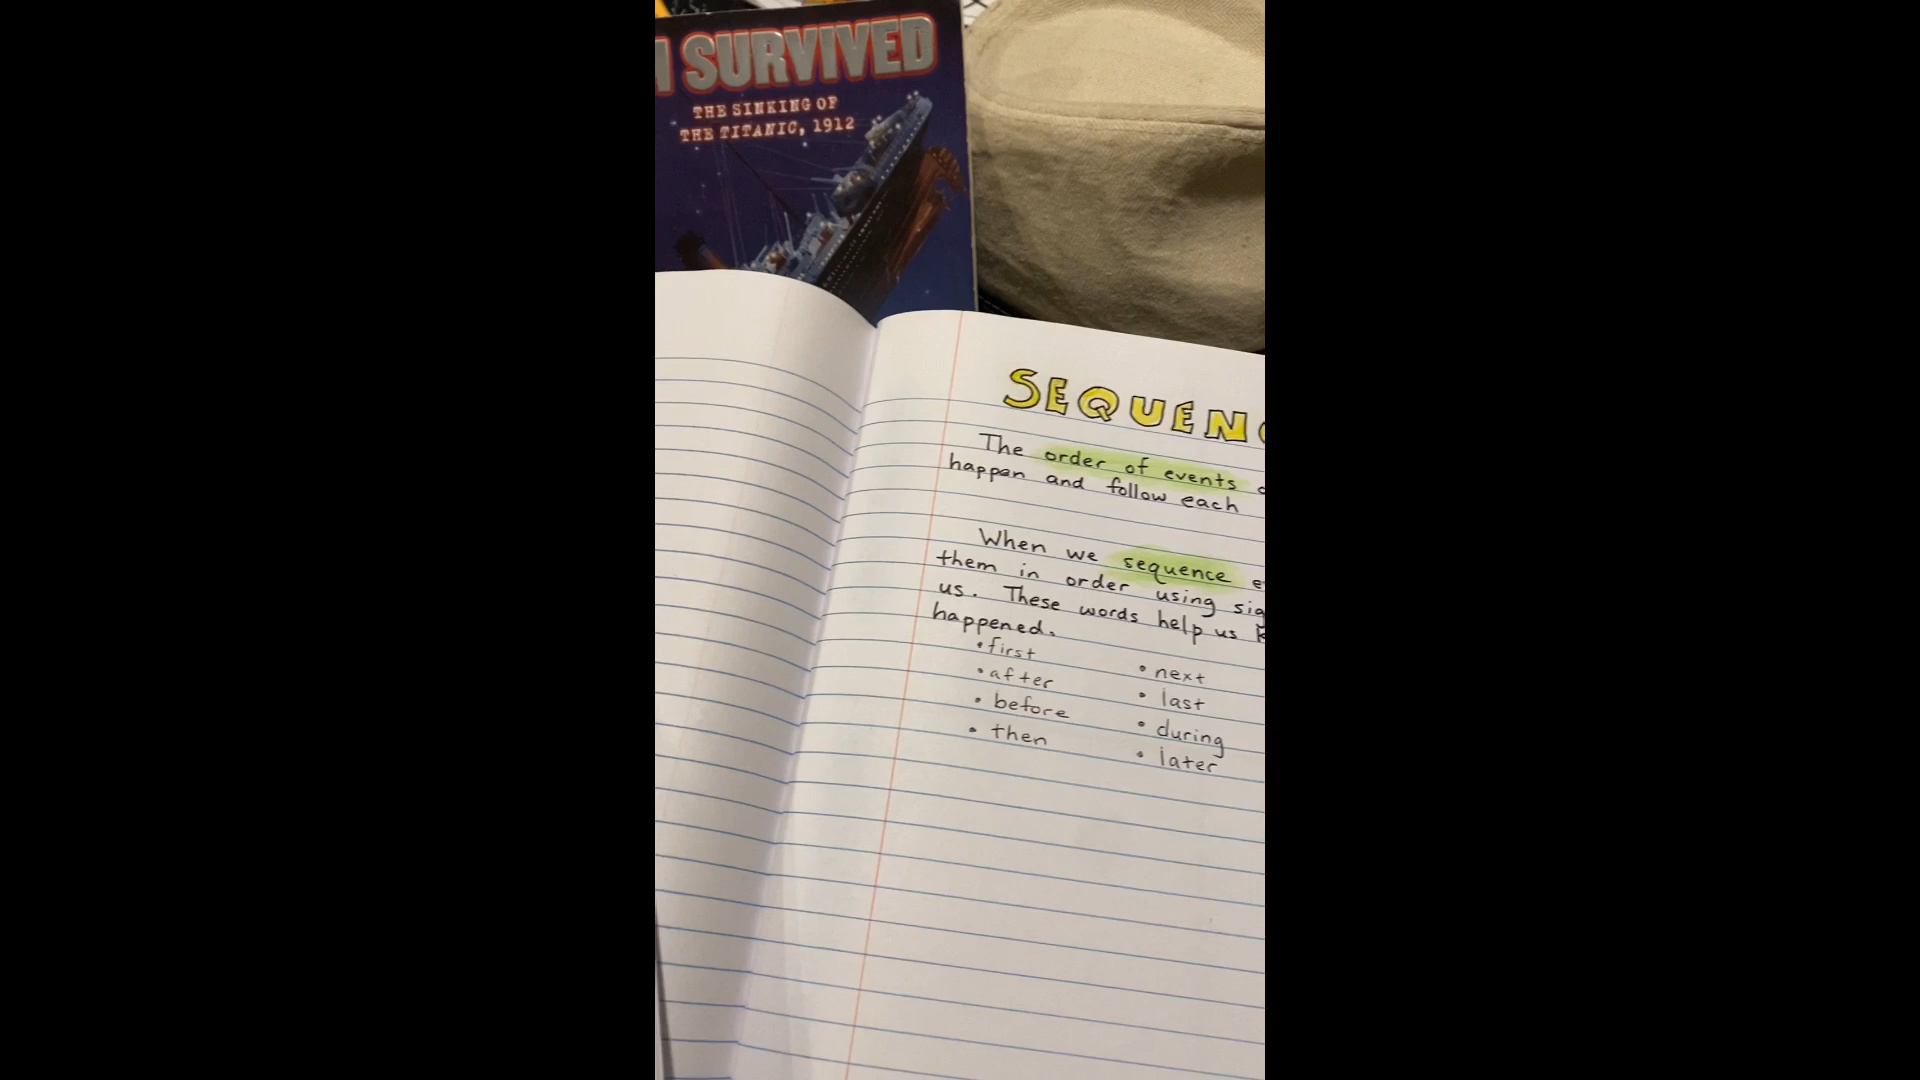 I SURVIVED
THE SINKING OF
THE TITANIC, 1912
SEQUEN
The order of events
happen and follow each
When we sequence
them in order using
us. These words help us
happened.
• first
• after
• before
• then
• next
• last
• during
• later